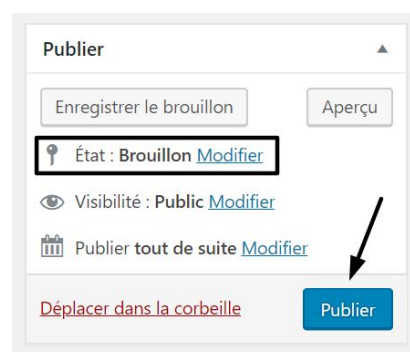 Publier
Enregistrer le brouillon Aperçu
État : Brouillon Modifier
Visibilité : Public Modifier
Publier tout de suite Modifier
Déplacer dans la corbeille Publier